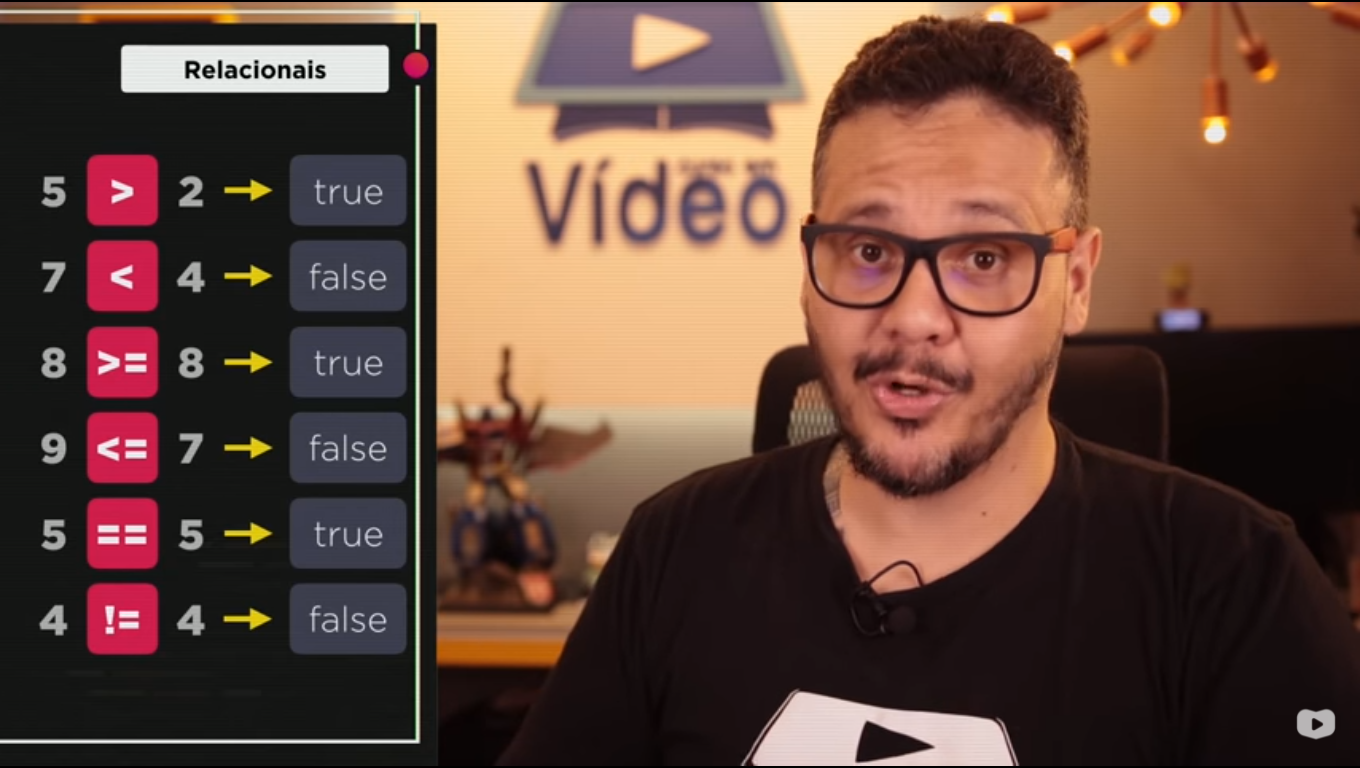 Relacionais
5 > 2 → true
7 < 4 → false
8 >= 8 → true
9 <= 7 → false
5 == 5 → true
4 != 4 → false
Vídeo